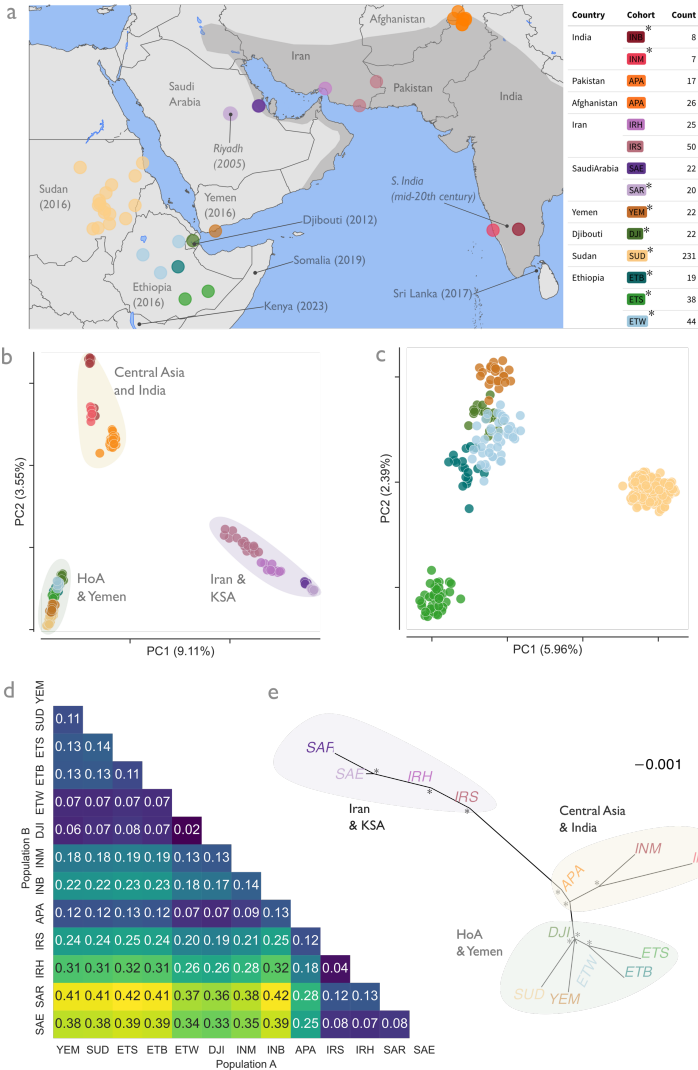 a
Afghanistan
Iran
Pakistan
India
Saudi
Arabia
Riyadh
(2005)
Sudan
(2016)
Yemen
(2016)
S. India
(mid-20th century)
Djibouti (2012)
Somalia (2019)
Ethiopia
(2016)
Sri Lanka (2017)
Kenya (2023)
Country Cohort Count
India INB* 8
INM* 7
Pakistan APA 17
Afghanistan APA 26
Iran IRH 25
IRS 50
SaudiArabia SAE 22
SAR* 20
Yemen YEM* 22
Djibouti DJI* 22
Sudan SUD* 231
Ethiopia ETB* 19
ETS* 38
ETW* 44
b
Central Asia
and India
HoA
& Yemen
Iran &
KSA
PC2 (3.55%)
PC1 (9.11%)
c
PC2 (2.39%)
PC1 (5.96%)
d
Population B
YEM
SUD 0.11
ETS 0.13 0.14
ETB 0.13 0.13 0.11
ETW 0.07 0.07 0.07 0.07
DJI 0.06 0.07 0.08 0.07 0.02
INM 0.18 0.18 0.19 0.19 0.13 0.13
INB 0.22 0.22 0.23 0.23 0.18 0.17 0.14
APA 0.12 0.12 0.13 0.12 0.07 0.07 0.09 0.13
IRS 0.24 0.24 0.25 0.24 0.20 0.19 0.21 0.25 0.12
IRH 0.31 0.31 0.32 0.31 0.26 0.26 0.28 0.32 0.18 0.04
SAR 0.41 0.41 0.42 0.41 0.37 0.36 0.38 0.42 0.28 0.12 0.13
SAE 0.38 0.38 0.39 0.39 0.34 0.33 0.35 0.39 0.25 0.08 0.07 0.08
YEM SUD ETS ETB ETW DJI INM INB APA IRS IRH SAR SAE
Population A
e
SAE
IRH
IRS
Iran
& KSA
0.001
Central Asia
& India
INM
APA
HoA
& Yemen
DJI
ETS
ETW
ETB
SUD
YEM